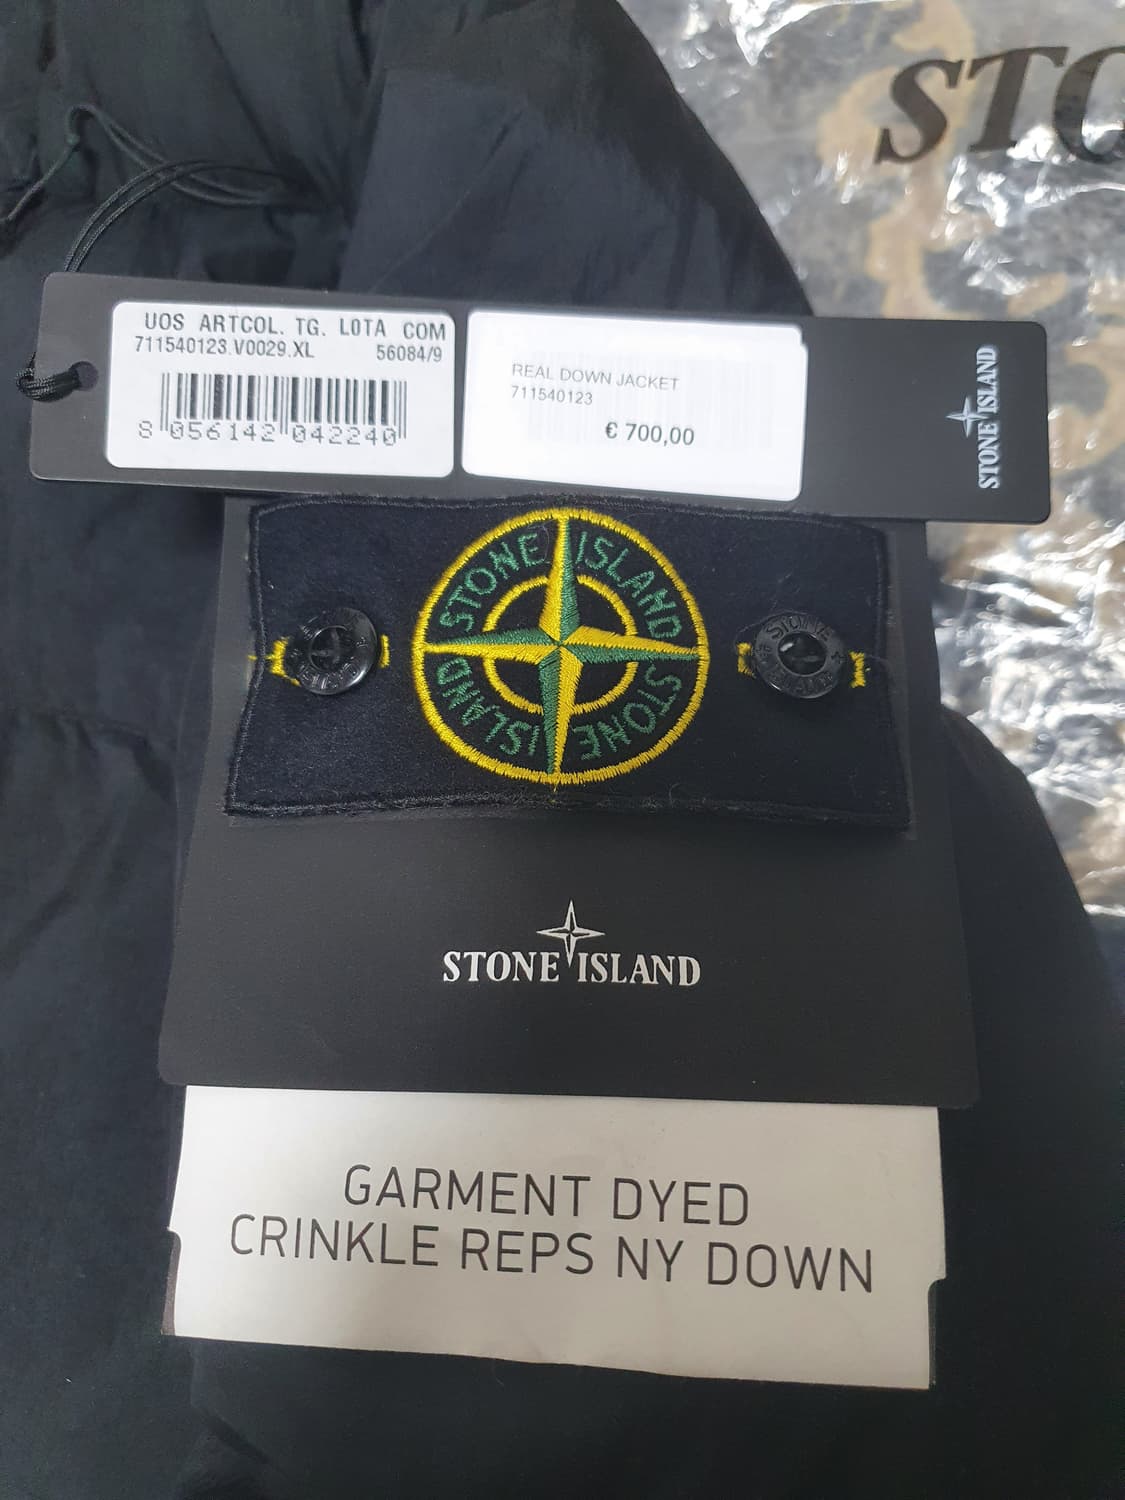 STO
UOS ARTCOL. TG. LOTA COM
711540123.V0029.XL 56084/9
8 056142 042240
REAL DOWN JACKET
711540123
€ 700,00
STONE ISLAND
STONE ISLAND
STONE ISLAND
STONE
STONE ISLAND
GARMENT DYED
CRINKLE REPS NY DOWN